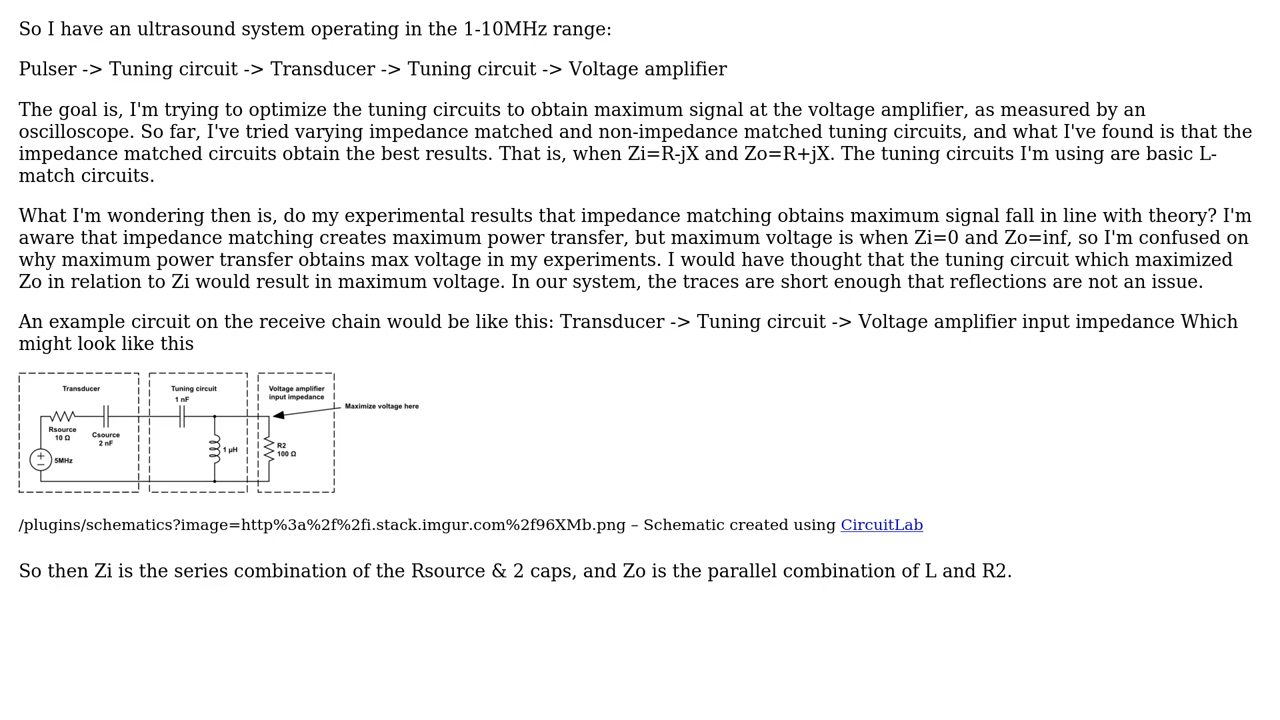 So I have an ultrasound system operating in the 1-10MHz range:
Pulser -> Tuning circuit -> Transducer -> Tuning circuit -> Voltage amplifier
The goal is, I'm trying to optimize the tuning circuits to obtain maximum signal at the voltage amplifier, as measured by an
oscilloscope. So far, I've tried varying impedance matched and non-impedance matched tuning circuits, and what I've found is that the
impedance matched circuits obtain the best results. That is, when Zi=R-jX and Zo=R+jX. The tuning circuits I'm using are basic L-
match circuits.
What I'm wondering then is, do my experimental results that impedance matching obtains maximum signal fall in line with theory? I'm
aware that impedance matching creates maximum power transfer, but maximum voltage is when Zi=0 and Zo=inf, so I'm confused on
why maximum power transfer obtains max voltage in my experiments. I would have thought that the tuning circuit which maximized
Zo in relation to Zi would result in maximum voltage. In our system, the traces are short enough that reflections are not an issue.
An example circuit on the receive chain would be like this: Transducer -> Tuning circuit -> Voltage amplifier input impedance Which
might look like this
Transducer
Tuning circuit
Voltage amplifier
input impedance
1 nF
Maximize voltage here
Rsource
10 Ω
Csource
2 nF
1 μH
R2
100 Ω
5MHz
/plugins/schematics?image=http%3a%2f%2fi.stack.imgur.com%2f96XMb.png – Schematic created using CircuitLab
So then Zi is the series combination of the Rsource & 2 caps, and Zo is the parallel combination of L and R2.